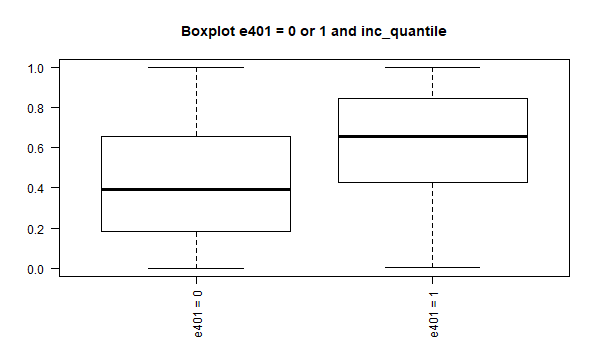 Boxplot e401 = 0 or 1 and inc_quantile
1.0
0.8
0.6
0.4
0.2
0.0
e401 = 0
e401 = 1